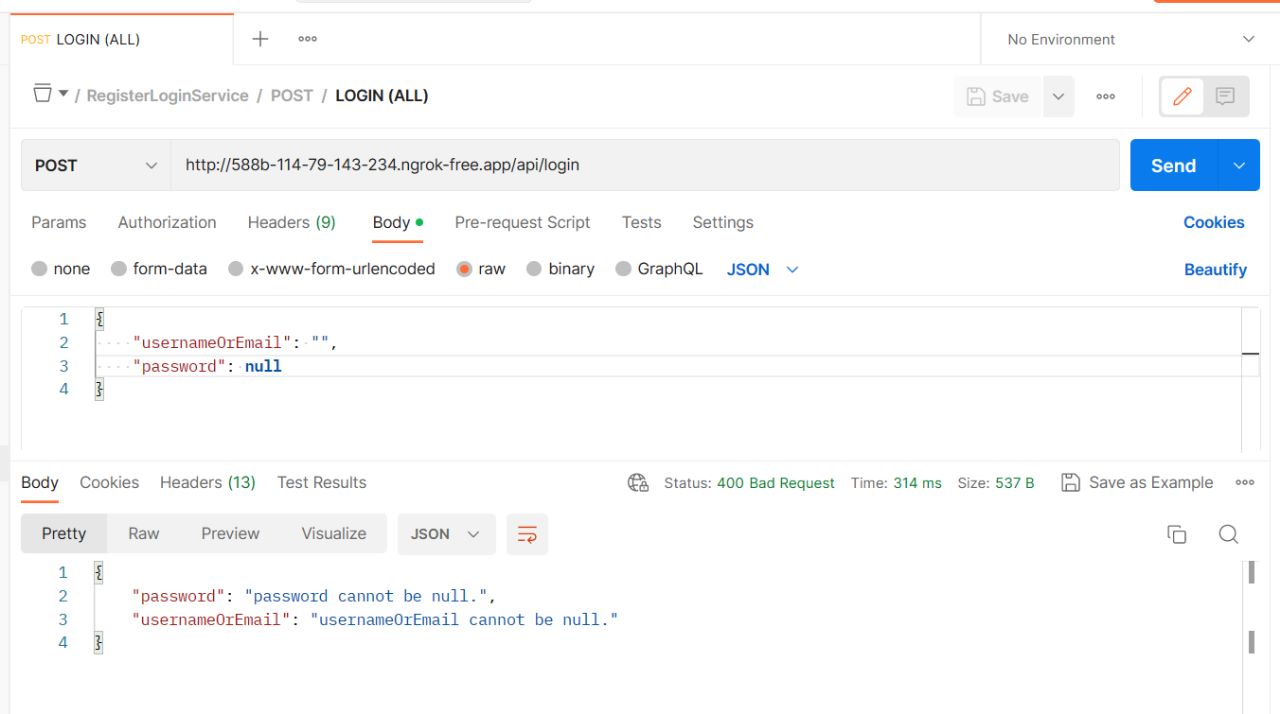 POST LOGIN (ALL)
No Environment
/ RegisterLoginService / POST / LOGIN (ALL)
Save
POST
http://588b-114-79-143-234.ngrok-free.app/api/login
Send
Params Authorization Headers (9) Body Pre-request Script Tests Settings Cookies
none form-data x-www-form-urlencoded raw binary GraphQL JSON Beautify
1 {
2 "usernameOrEmail": "",
3 "password": null
4 }
Body Cookies Headers (13) Test Results Status: 400 Bad Request Time: 314 ms Size: 537 B Save as Example
Pretty Raw Preview Visualize JSON
1 {
2 "password": "password cannot be null.",
3 "usernameOrEmail": "usernameOrEmail cannot be null."
4 }